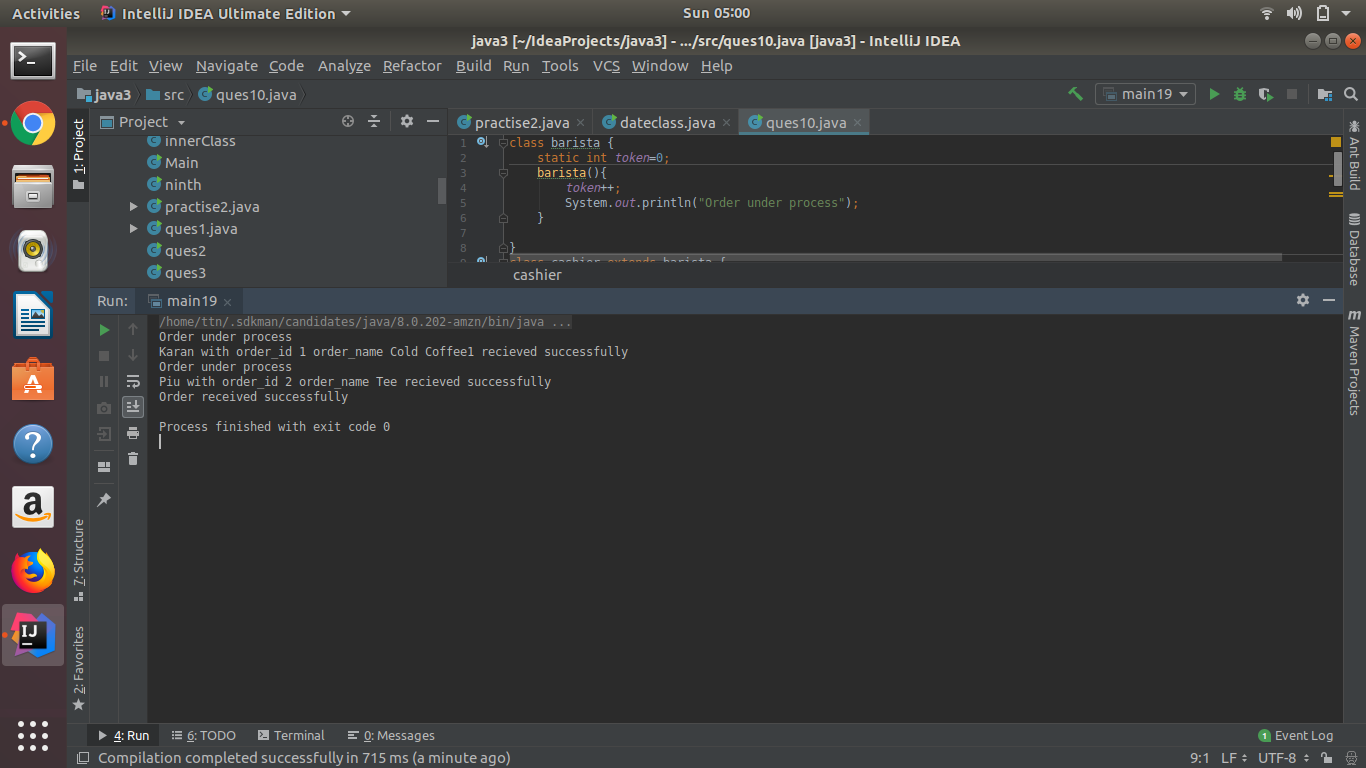 Activities IntelliJ IDEA Ultimate Edition Sun 05:00
java3 [~/IdeaProjects/java3] - .../src/ques10.java [java3] - IntelliJ IDEA
File Edit View Navigate Code Analyze Refactor Build Run Tools VCS Window Help
java3 src ques10.java main19
Project practise2.java dateclass.java ques10.java
innerClass
Main
ninth
practise2.java
ques1.java
ques2
ques3
1 class barista {
2 static int token=0;
3 barista(){
4 token++;
5 System.out.println("Order under process");
6 }
7
8 }
9 class cashier extends barista {
cashier
1: Project
7: Structure
2: Favorites
Ant Build
Database
m Maven Projects
Run: main19
/home/ttn/.sdkman/candidates/java/8.0.202-amzn/bin/java ...
Order under process
Karan with order_id 1 order_name Cold Coffee1 recieved successfully
Order under process
Piu with order_id 2 order_name Tee recieved successfully
Order received successfully
Process finished with exit code 0
4: Run 6: TODO Terminal 0: Messages 1 Event Log
Compilation completed successfully in 715 ms (a minute ago) 9:1 LF UTF-8